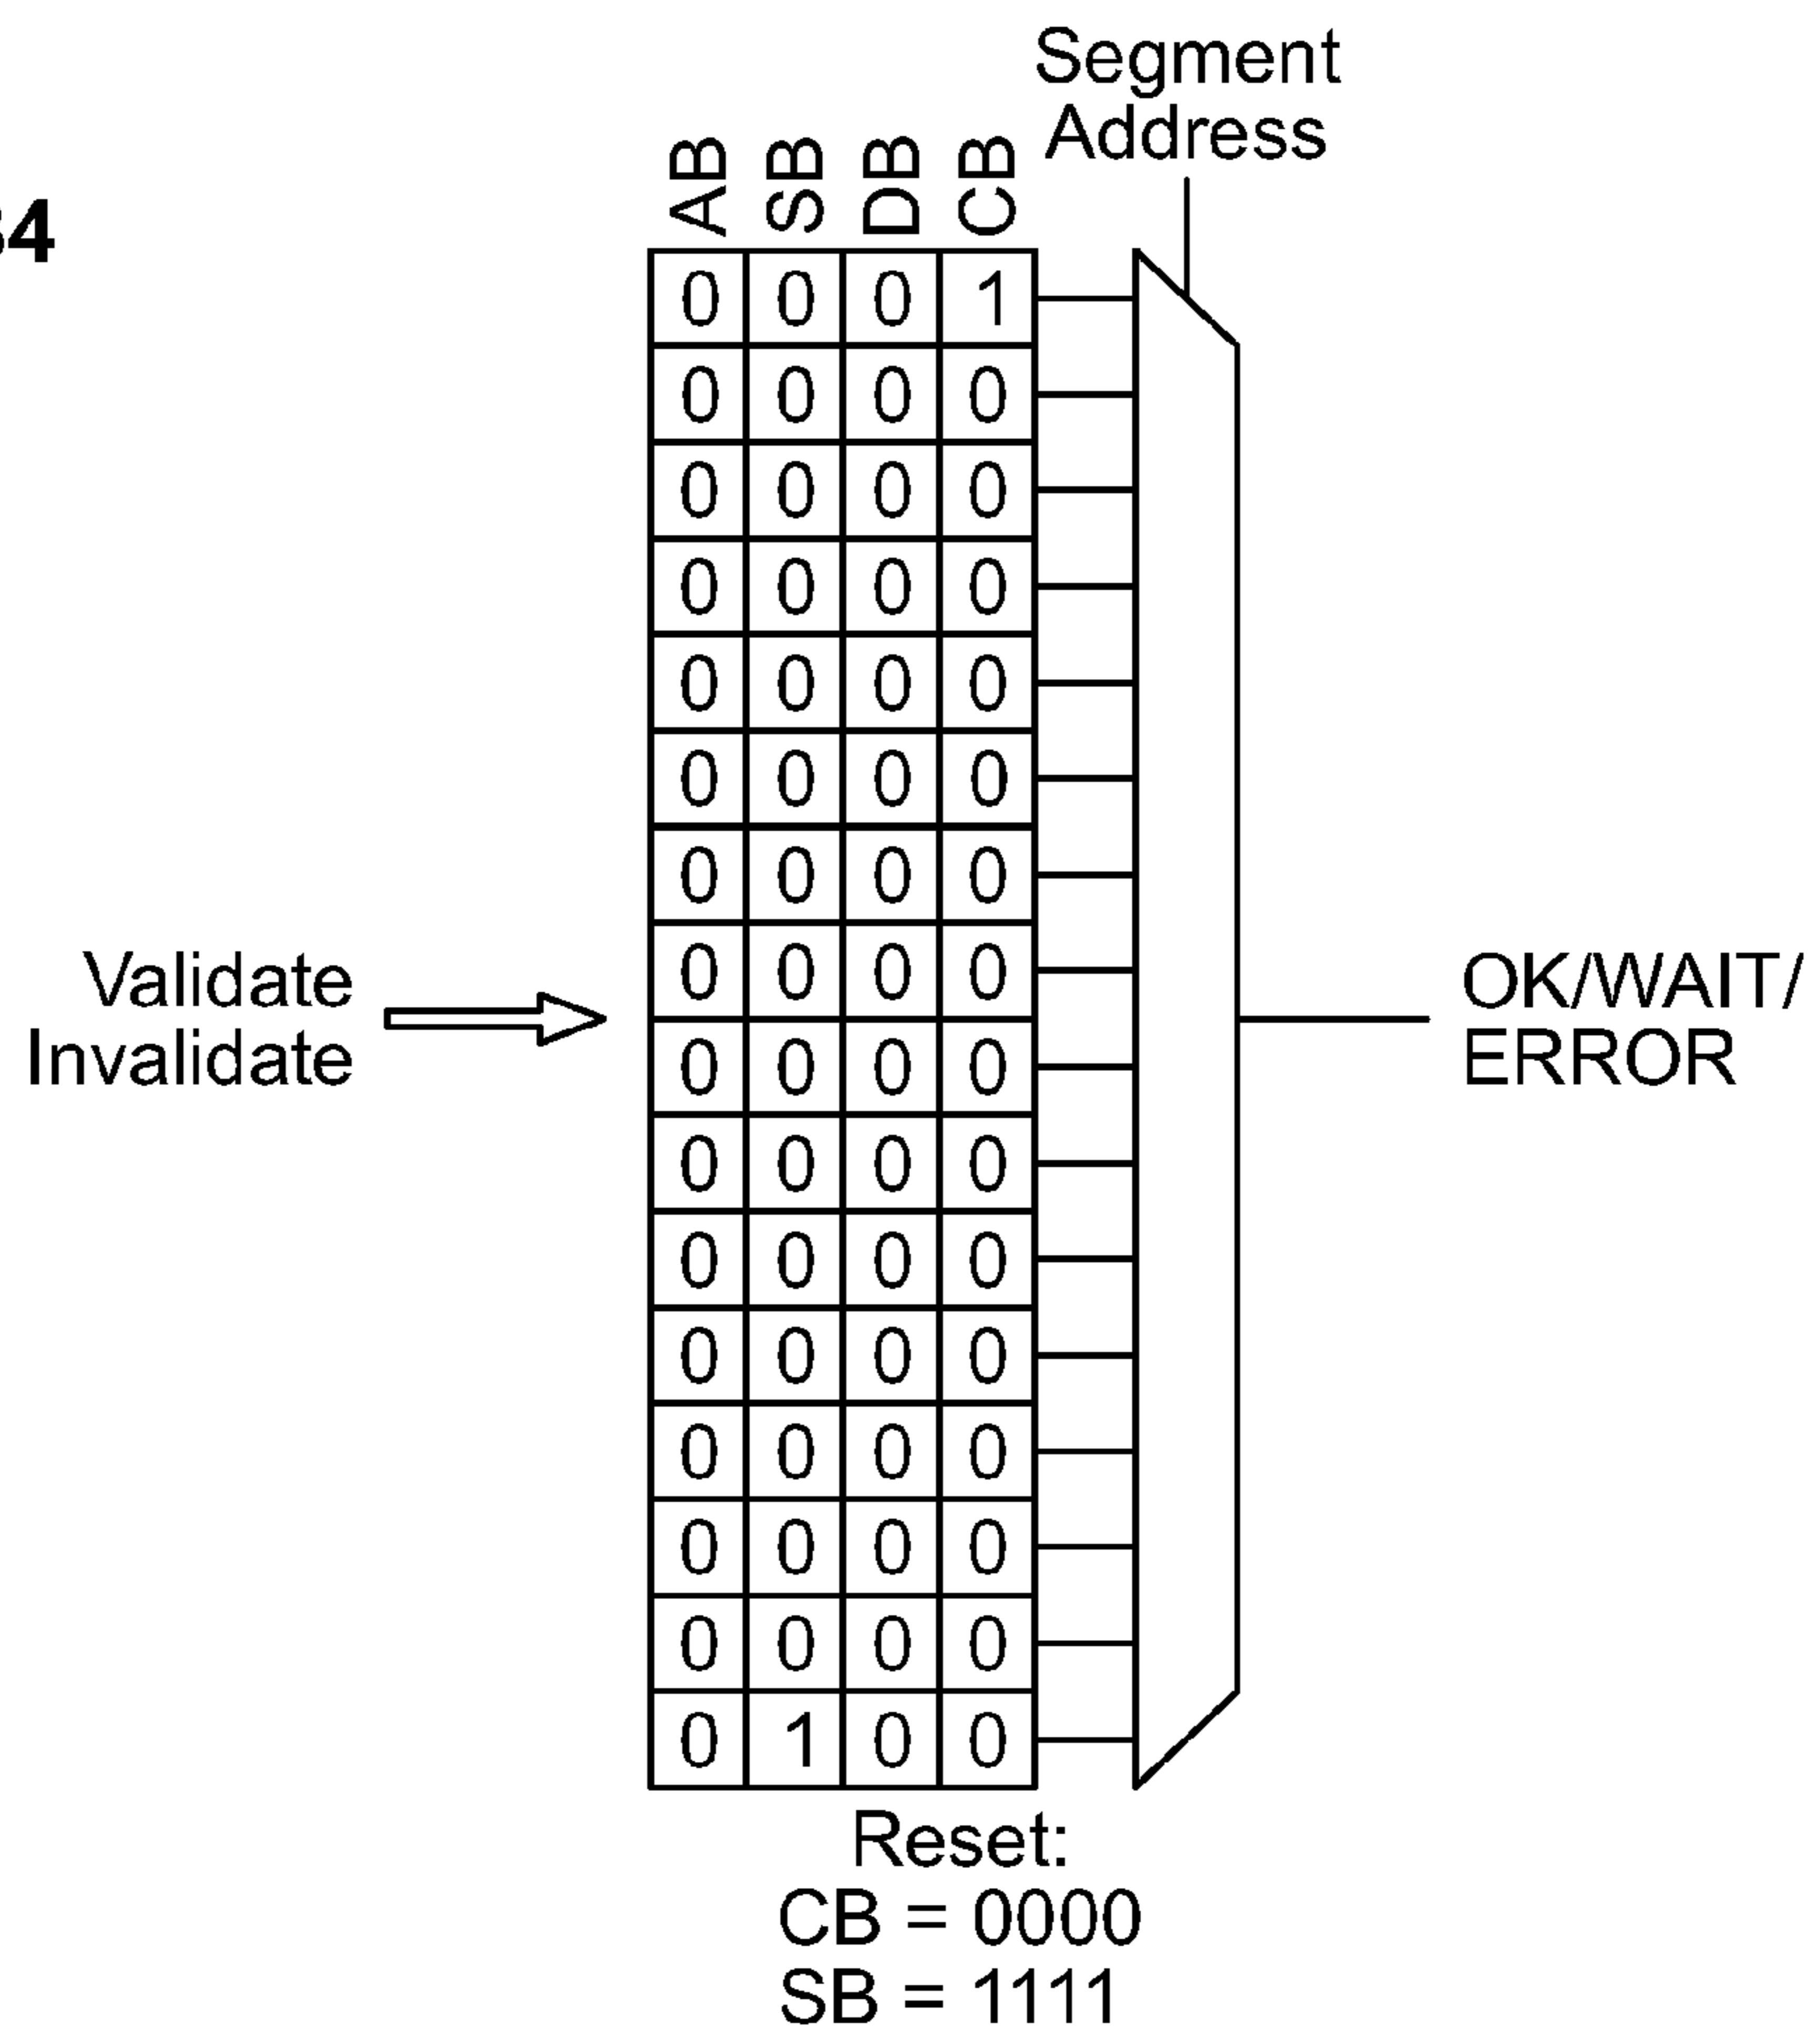 Segment
Address
AB SB DB CB
34
0 0 0 1
0 0 0 0
0 0 0 0
0 0 0 0
0 0 0 0
0 0 0 0
0 0 0 0
0 0 0 0
0 0 0 0
0 0 0 0
0 0 0 0
0 0 0 0
0 0 0 0
0 0 0 0
0 0 0 0
0 1 0 0
Validate
Invalidate
OK/WAIT/
ERROR
Reset:
CB = 0000
SB = 1111